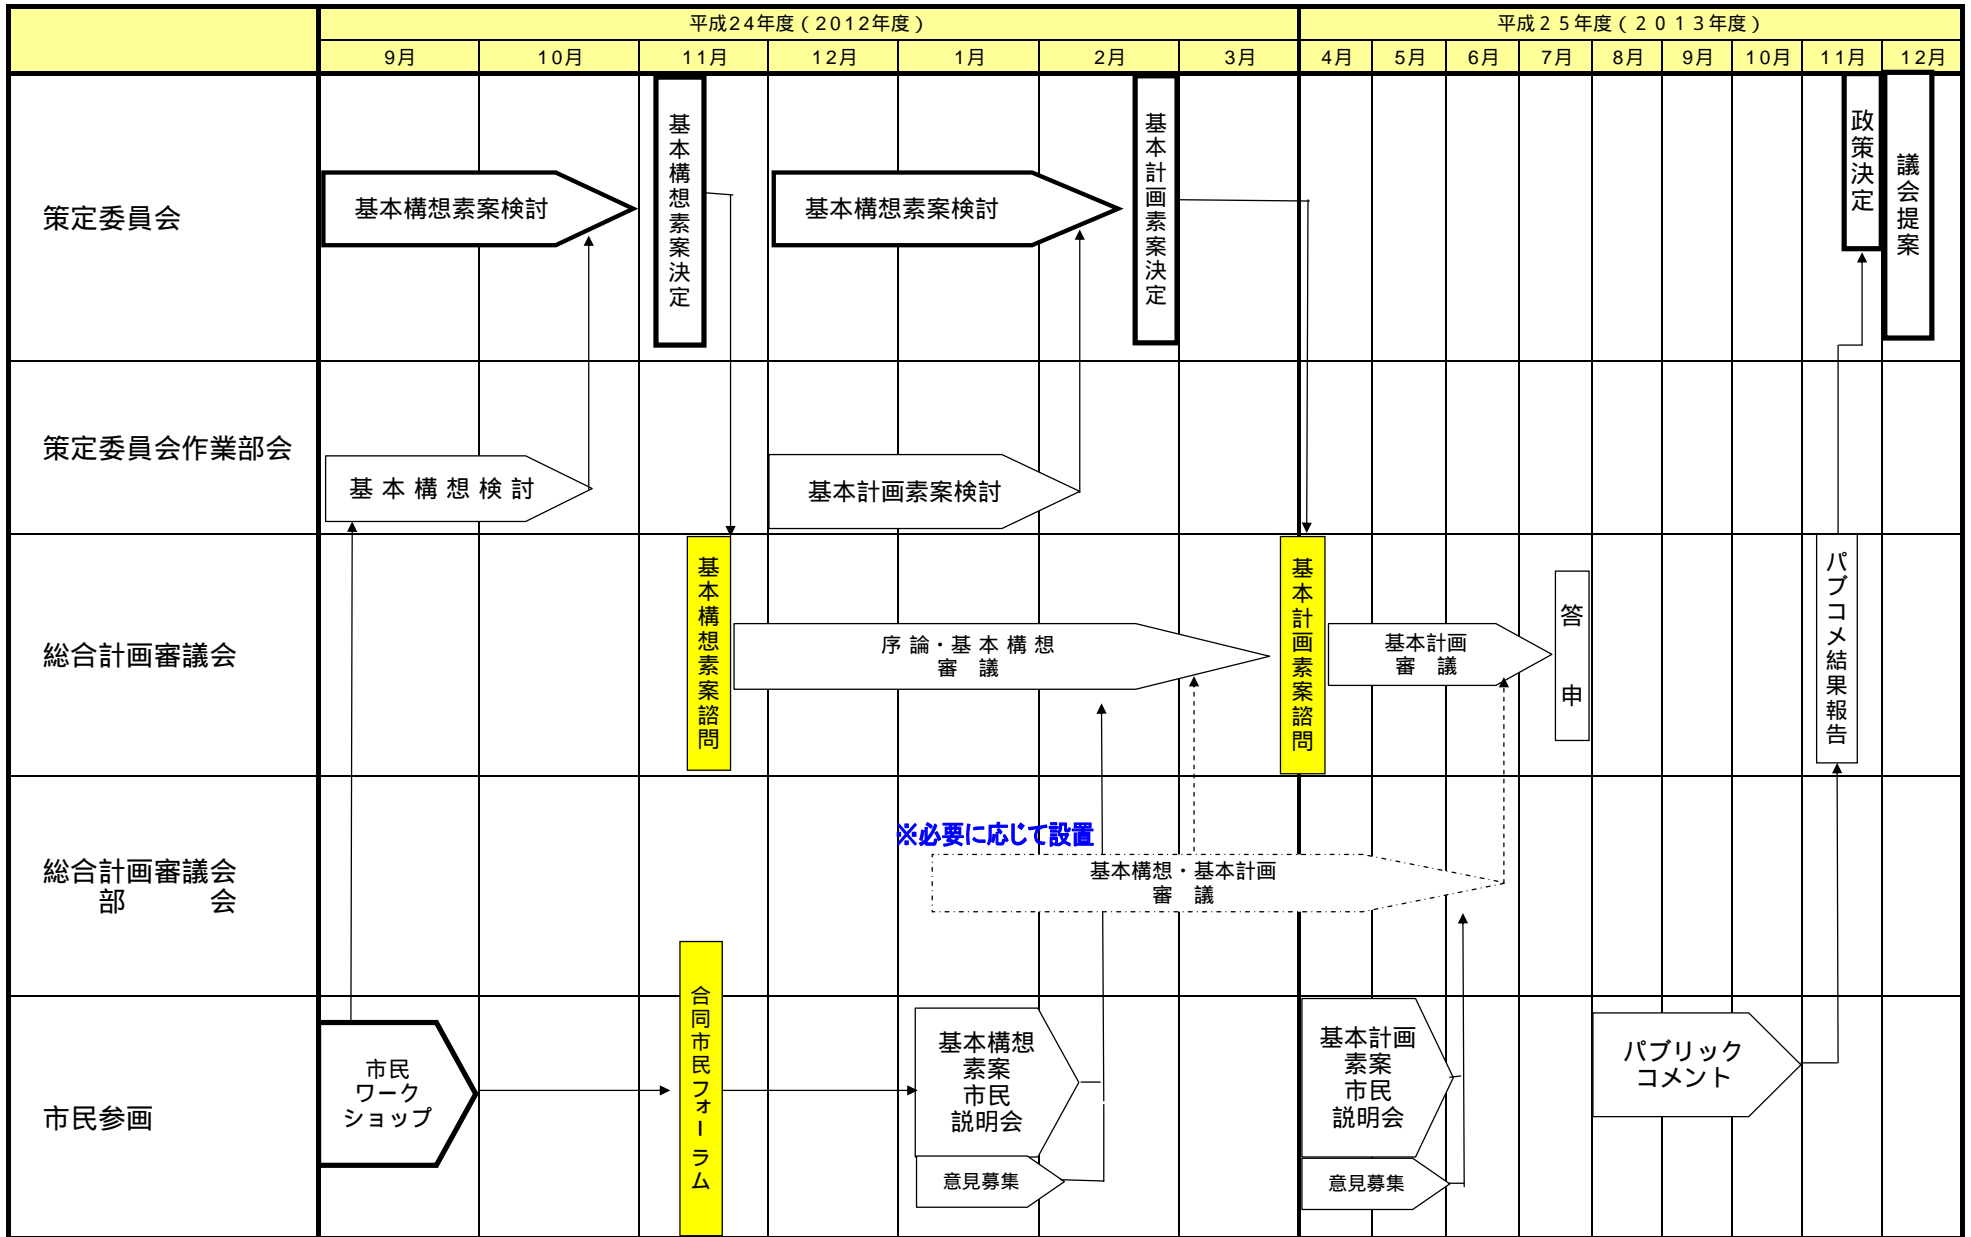 平成24年度(2012年度)
平成25年度(2013年度)
9月
10月
11月
12月
1月
2月
3月
4月
5月
6月
7月
8月
9月
10月
11月
12月
策定委員会
基本構想素案検討
基本構想素案決定
基本構想素案検討
基本計画素案決定
政策決定
議会提案
策定委員会作業部会
基本構想検討
基本計画素案検討
総合計画審議会
基本構想素案諮問
序論・基本構想
審 議
基本計画素案諮問
基本計画
審 議
答 申
パブコメ結果報告
総合計画審議会
部 会
※必要に応じて設置
基本構想・基本計画
審 議
市民参画
市民
ワーク
ショップ
合同市民フォーラム
基本構想
素案
市民
説明会
意見募集
基本計画
素案
市民
説明会
意見募集
パブリック
コメント